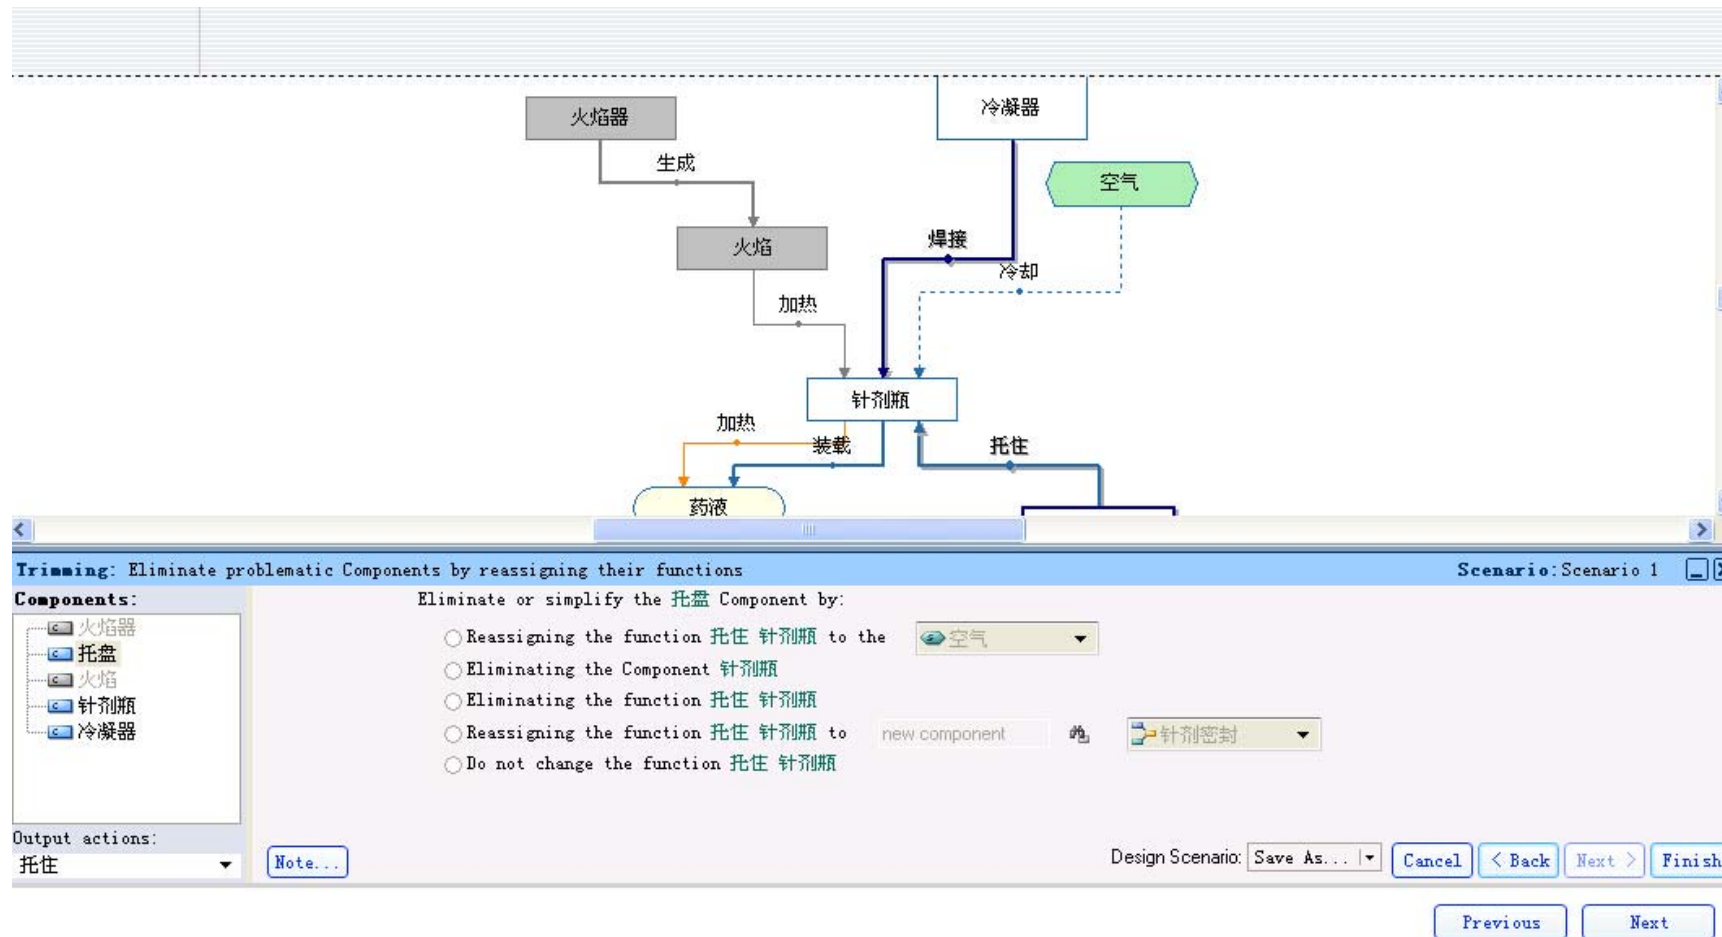 火焰器
冷凝器
生成
空气
火焰
焊接
冷却
加热
针剂瓶
加热
装载
托住
药液
Trimming: Eliminate problematic Components by reassigning their functions
Scenario:Scenario 1
Components:
火焰器
托盘
火焰
针剂瓶
冷凝器
Eliminate or simplify the 托盘 Component by:
Reassigning the function 托住 针剂瓶 to the 空气
Eliminating the Component 针剂瓶
Eliminating the function 托住 针剂瓶
Reassigning the function 托住 针剂瓶 to new component 针剂密封
Do not change the function 托住 针剂瓶
Output actions:
托住
Note...
Design Scenario: Save As...
Cancel
< Back
Next >
Finish
Previous
Next